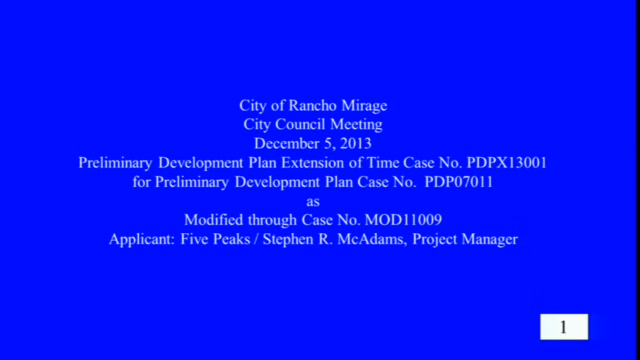 City of Rancho Mirage
City Council Meeting
December 5, 2013
Preliminary Development Plan Extension of Time Case No. PDPX13001
for Preliminary Development Plan Case No. PDP07011
as
Modified through Case No. MOD11009
Applicant: Five Peaks / Stephen R. McAdams, Project Manager
1